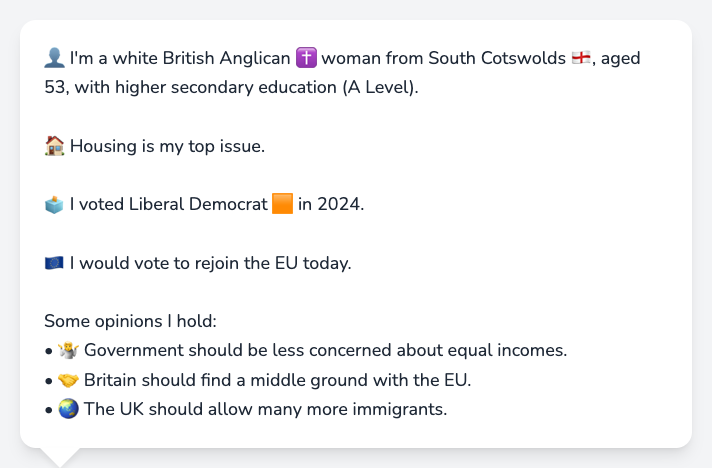 👤 I'm a white British Anglican ✝️ woman from South Cotswolds 🏴󠁧󠁢󠁥󠁮󠁧󠁿, aged
53, with higher secondary education (A Level).
🏠 Housing is my top issue.
🗳️ I voted Liberal Democrat 🟧 in 2024.
🇪🇺 I would vote to rejoin the EU today.
Some opinions I hold:
• 🤷 Government should be less concerned about equal incomes.
• 🤝 Britain should find a middle ground with the EU.
• 🌏 The UK should allow many more immigrants.